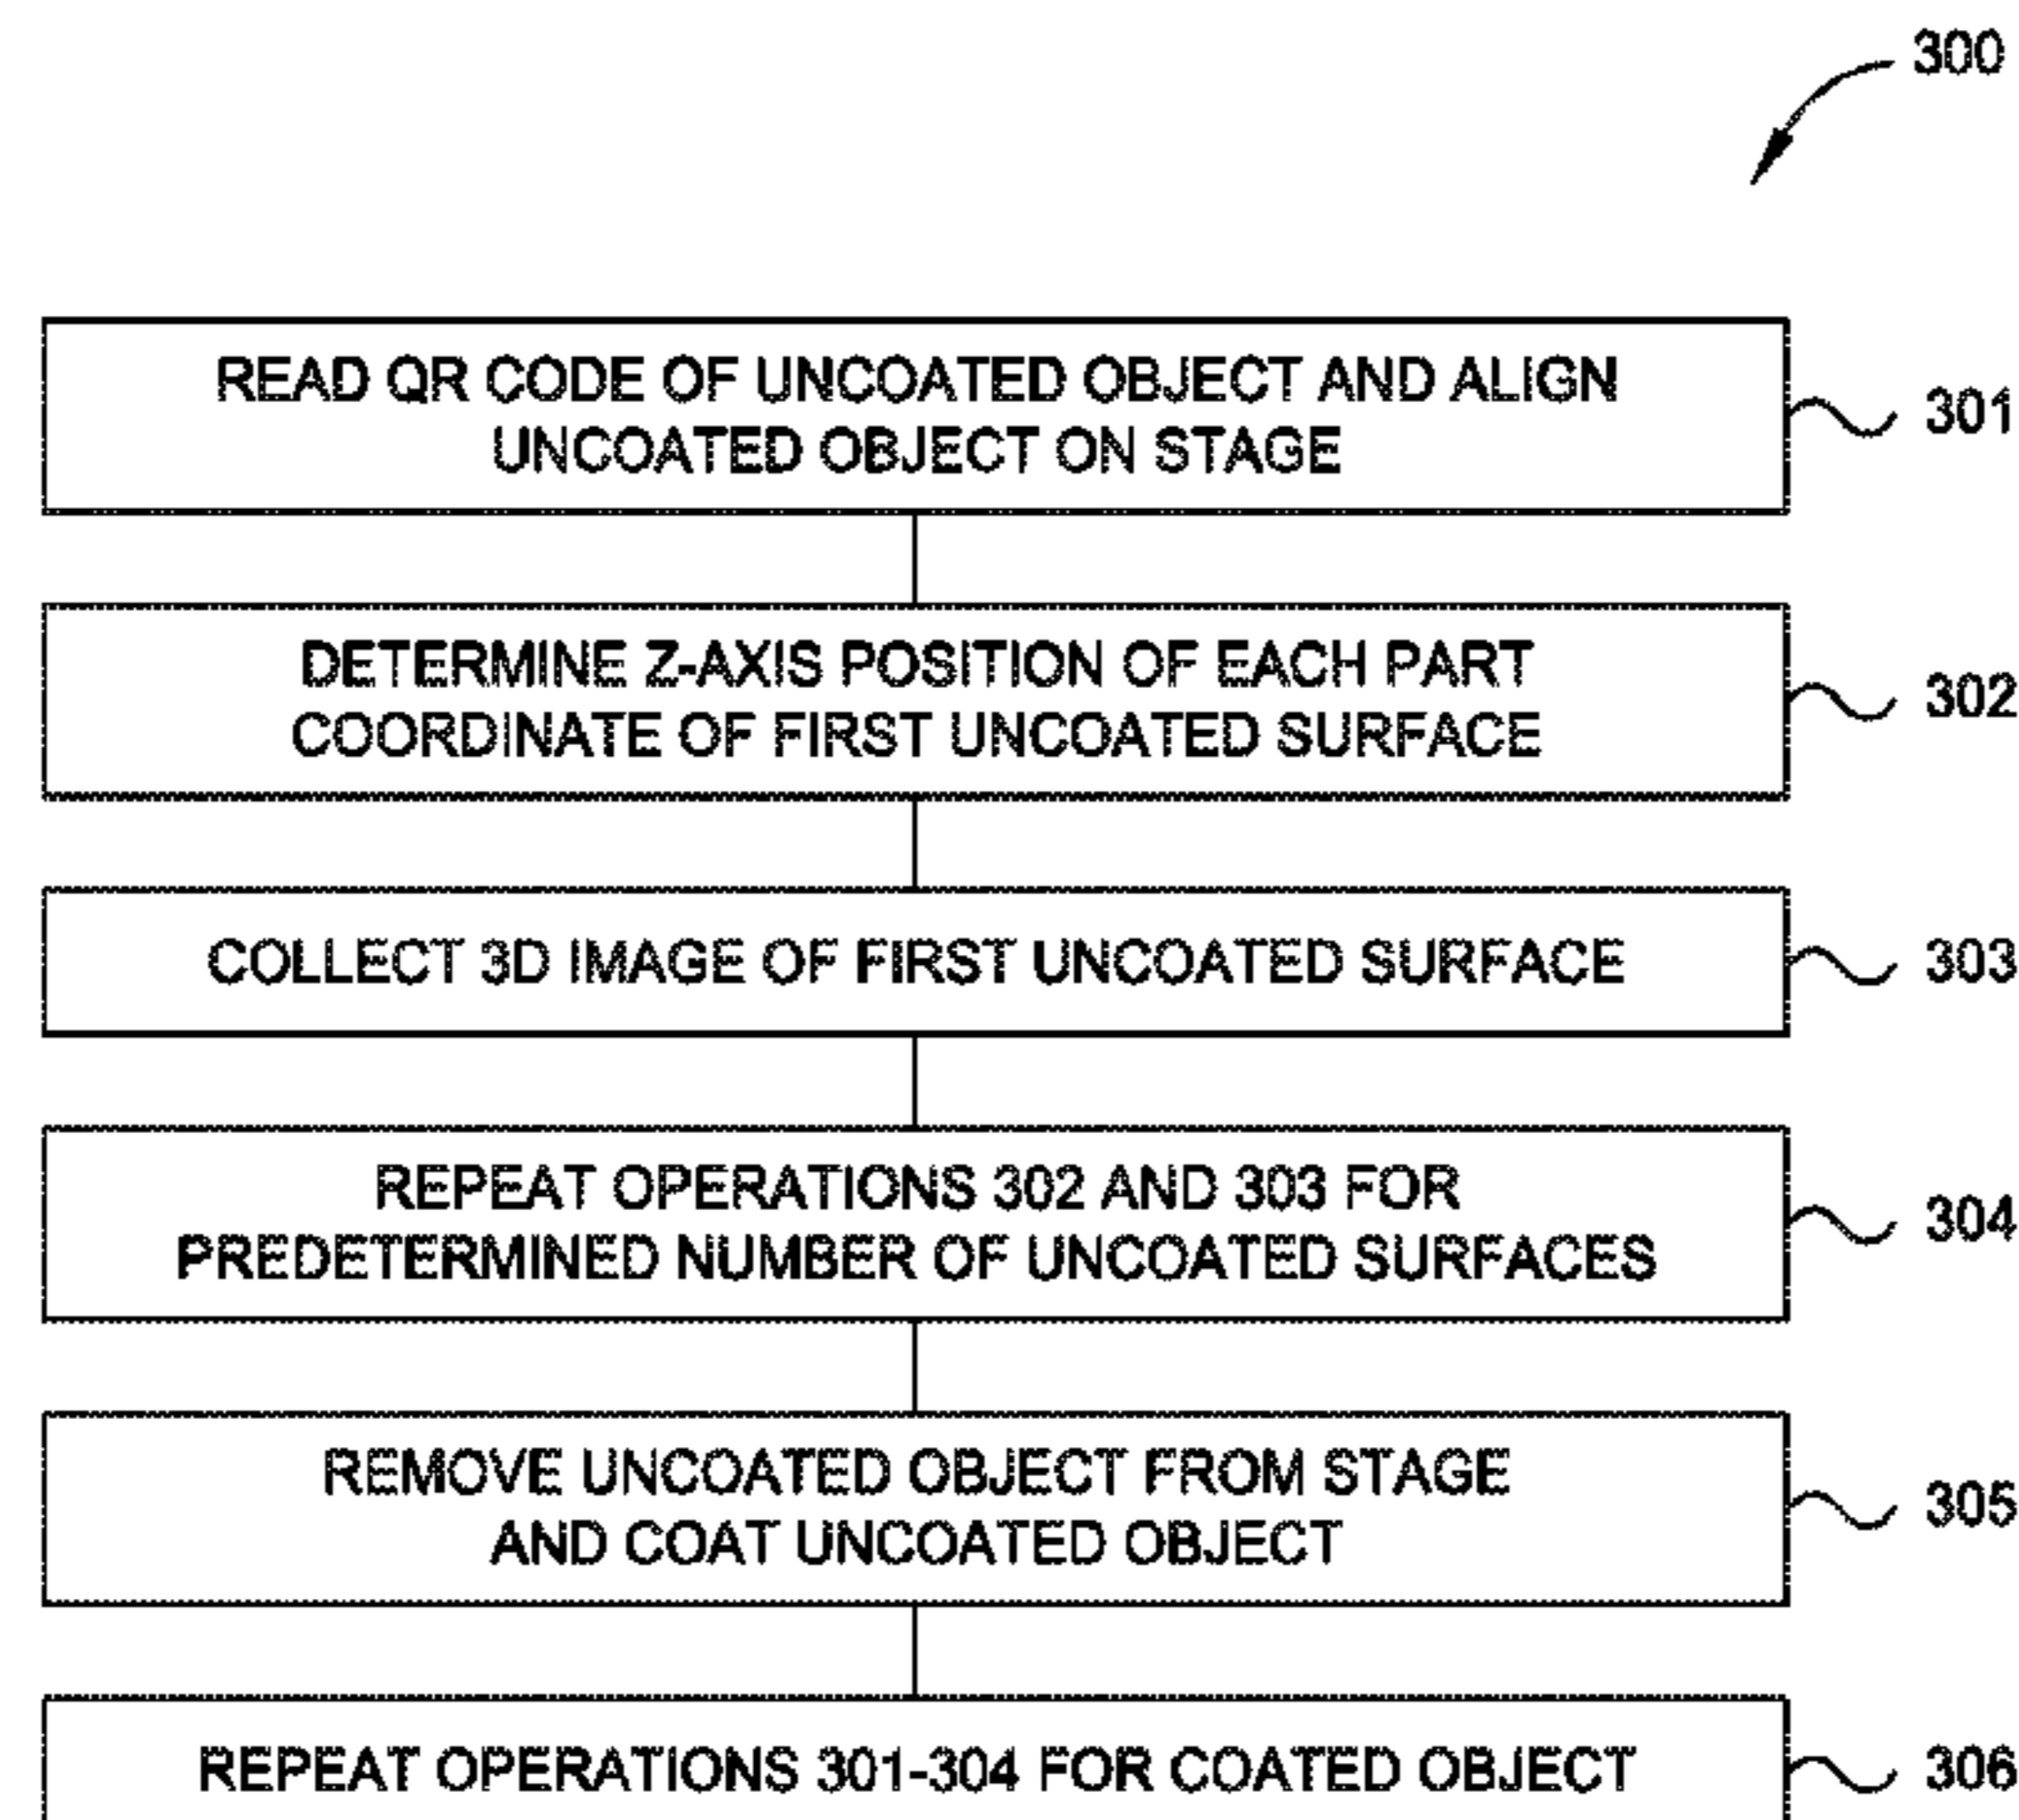 300
READ QR CODE OF UNCOATED OBJECT AND ALIGN
UNCOATED OBJECT ON STAGE
301
DETERMINE Z-AXIS POSITION OF EACH PART
COORDINATE OF FIRST UNCOATED SURFACE
302
COLLECT 3D IMAGE OF FIRST UNCOATED SURFACE
303
REPEAT OPERATIONS 302 AND 303 FOR
PREDETERMINED NUMBER OF UNCOATED SURFACES
304
REMOVE UNCOATED OBJECT FROM STAGE
AND COAT UNCOATED OBJECT
305
REPEAT OPERATIONS 301-304 FOR COATED OBJECT
306